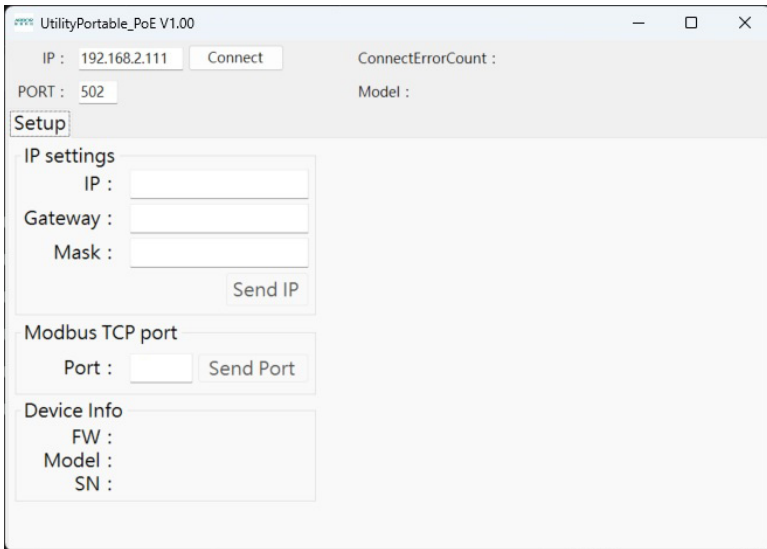 UtilityPortable_PoE V1.00
IP : 192.168.2.111 Connect ConnectErrorCount :
PORT : 502 Model :
Setup
IP settings
IP :
Gateway :
Mask :
Send IP
Modbus TCP port
Port : Send Port
Device Info
FW :
Model :
SN :